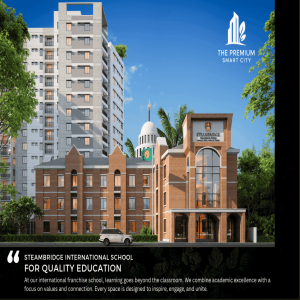 THE PREMIUM
SMART CITY
STEAMBRIDGE
STEAMBRIDGE INTERNATIONAL SCHOOL
FOR QUALITY EDUCATION
At our international franchise school, learning goes beyond the classroom. We combine academic excellence with a
focus on values and connection. Every space is designed to inspire, engage, and unite.